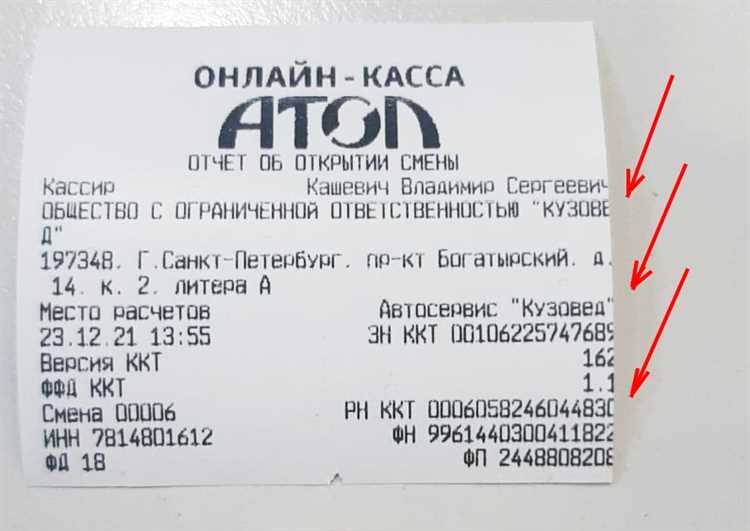 ОНЛАЙН-КАССА
АТОЛ
ОТЧЕТ ОБ ОТКРЫТИИ СМЕНЫ
Кассир Кашевич Владимир Сергеевич
ОБЩЕСТВО С ОГРАНИЧЕННОЙ ОТВЕТСТВЕННОСТЬЮ "КУЗОВЕ
Д"
197348. Г.Санкт-Петербург. пр-кт Богатырский. д.
14. к. 2. литера А
Место расчетов Автосервис "Кузовед"
23.12.21 13:55 ЗН ККТ 00106225747689
Версия ККТ 162
ФФД ККТ 1.1
Смена 00006 РН ККТ 0006058246044830
ИНН 7814801612 ФН 9961440300411822
ФД 18 ФП 2448808208